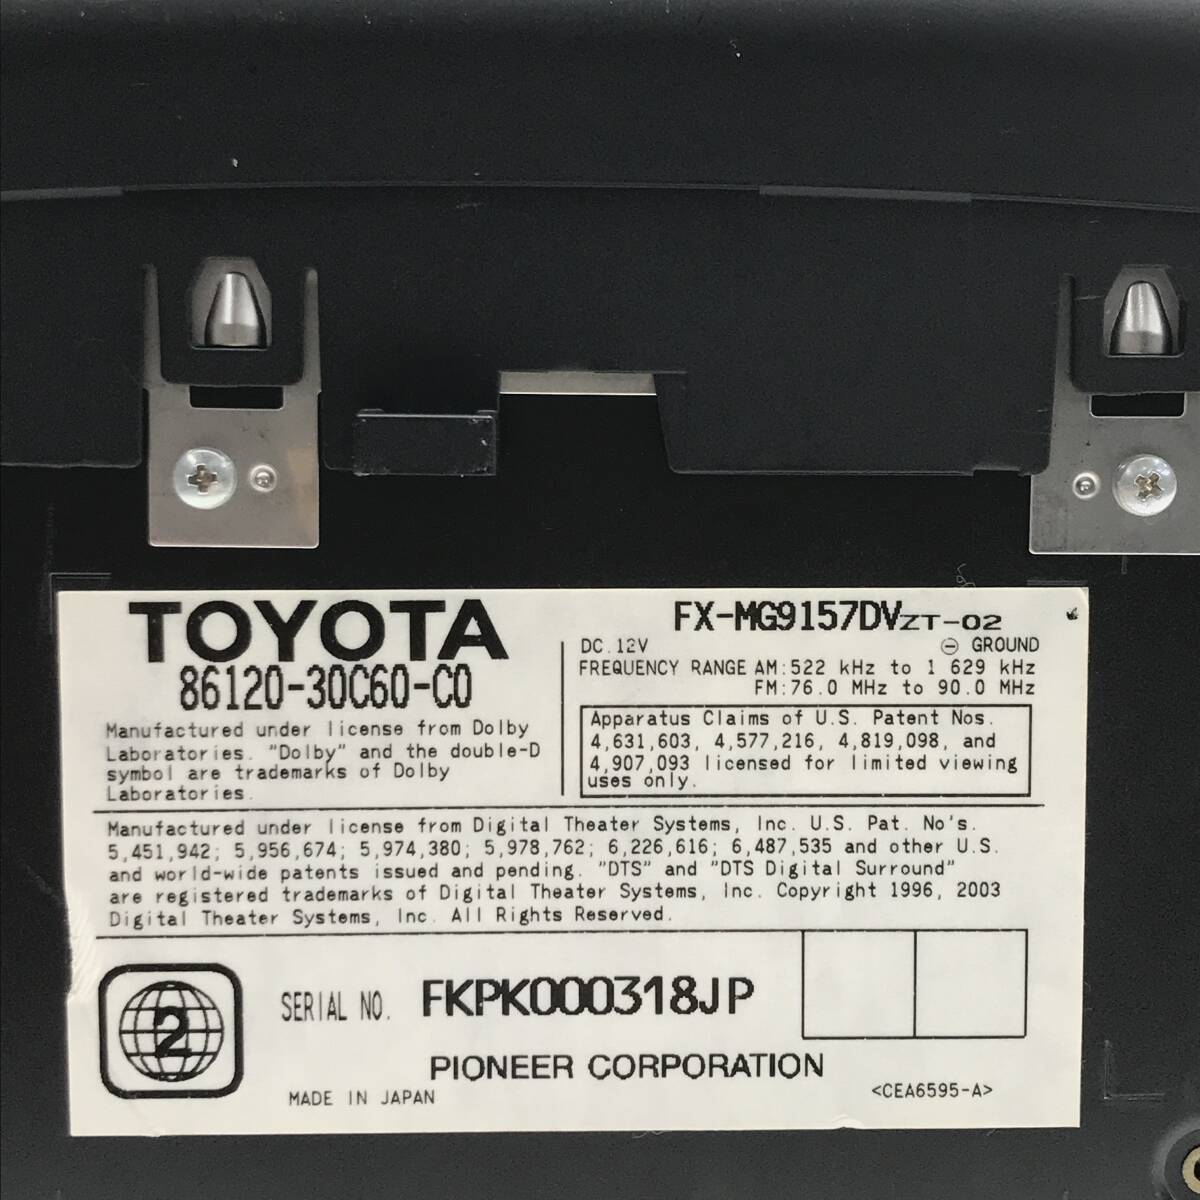 TOYOTA
86120-30C60-C0
Manufactured under license from Dolby
Laboratories. "Dolby" and the double-D
symbol are trademarks of Dolby
Laboratories.
FX-MG9157DVZT-02
DC.12V ⊖ GROUND
FREQUENCY RANGE AM:522 kHz to 1 629 kHz
FM:76.0 MHz to 90.0 MHz
Apparatus Claims of U.S. Patent Nos.
4,631,603, 4,577,216, 4,819,098, and
4,907,093 licensed for limited viewing
uses only.
Manufactured under license from Digital Theater Systems, Inc. U.S. Pat. No's.
5,451,942; 5,956,674; 5,974,380; 5,978,762; 6,226,616; 6,487,535 and other U.S.
and world-wide patents issued and pending. "DTS" and "DTS Digital Surround"
are registered trademarks of Digital Theater Systems, Inc. Copyright 1996, 2003
Digital Theater Systems, Inc. All Rights Reserved.
2
SERIAL NO. FKPK000318JP
PIONEER CORPORATION
MADE IN JAPAN <CEA6595-A>